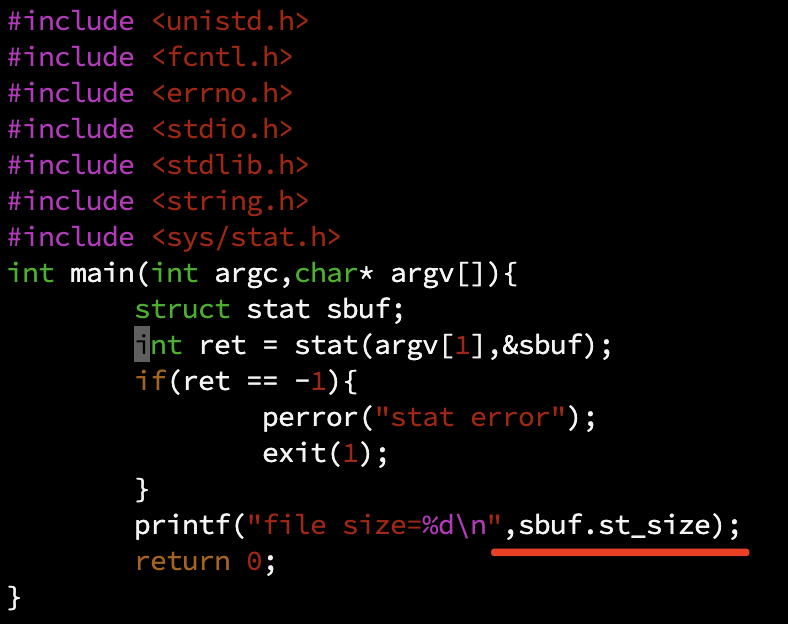 #include <unistd.h>
#include <fcntl.h>
#include <errno.h>
#include <stdio.h>
#include <stdlib.h>
#include <string.h>
#include <sys/stat.h>
int main(int argc,char* argv[]){
        struct stat sbuf;
        int ret = stat(argv[1],&sbuf);
        if(ret == -1){
                perror("stat error");
                exit(1);
        }
        printf("file size=%d\n",sbuf.st_size);
        return 0;
}